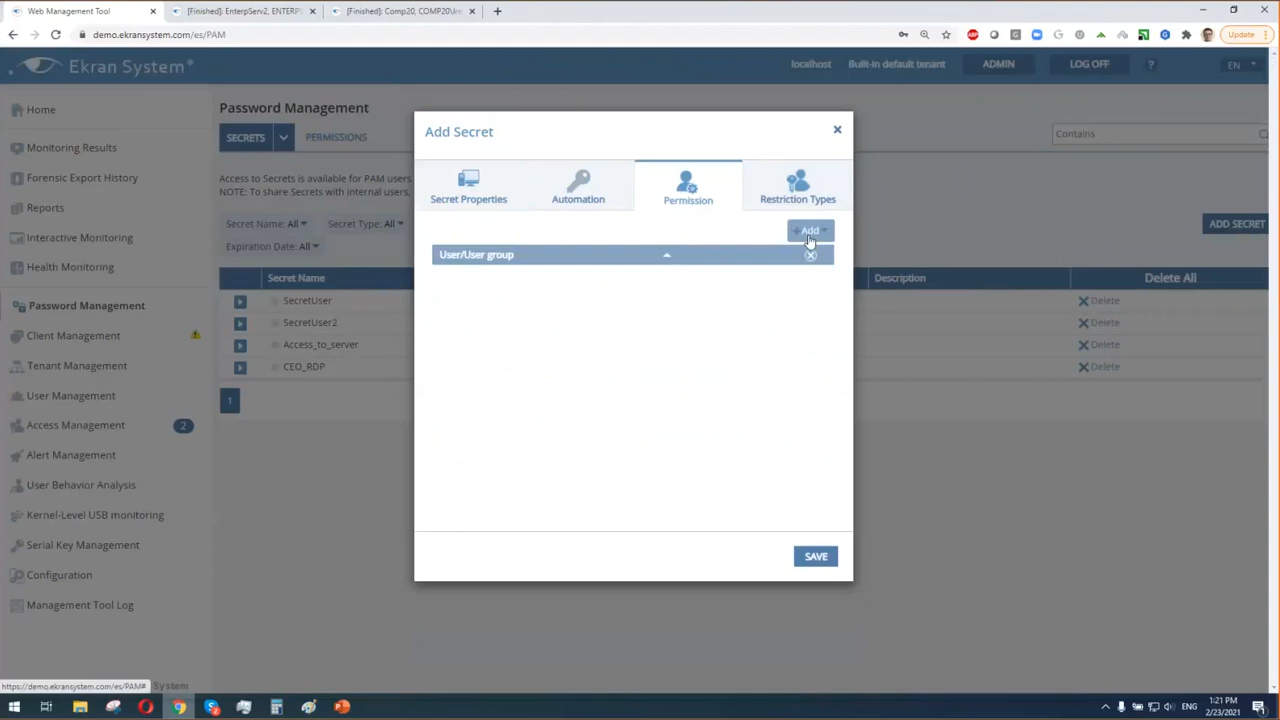 Web Management Tool
[Finished]: EnterpServ2, ENTERPS
[Finished]: Comp20, COMP20\ke
demo.ekransystem.com/es/PAM
Update
Ekran System®
localhost
Built-in default tenant
ADMIN
LOG OFF
?
EN
Home
Monitoring Results
Forensic Export History
Reports
Interactive Monitoring
Health Monitoring
Password Management
Client Management
Tenant Management
User Management
Access Management
2
Alert Management
User Behavior Analysis
Kernel-Level USB monitoring
Serial Key Management
Configuration
Management Tool Log
Password Management
SECRETS
PERMISSIONS
Contains
Access to Secrets is available for PAM users
NOTE: To share Secrets with internal users,
Secret Name: All
Secret Type: All
Expiration Date: All
ADD SECRET
Secret Name
Description
Delete All
SecretUser
Delete
SecretUser2
Delete
Access_to_server
Delete
CEO_RDP
Delete
1
Add Secret
Secret Properties
Automation
Permission
Restriction Types
+Add
User/User group
SAVE
https://demo.ekransystem.com/es/PAM#
System
ENG
1:21 PM
2/23/2021
1